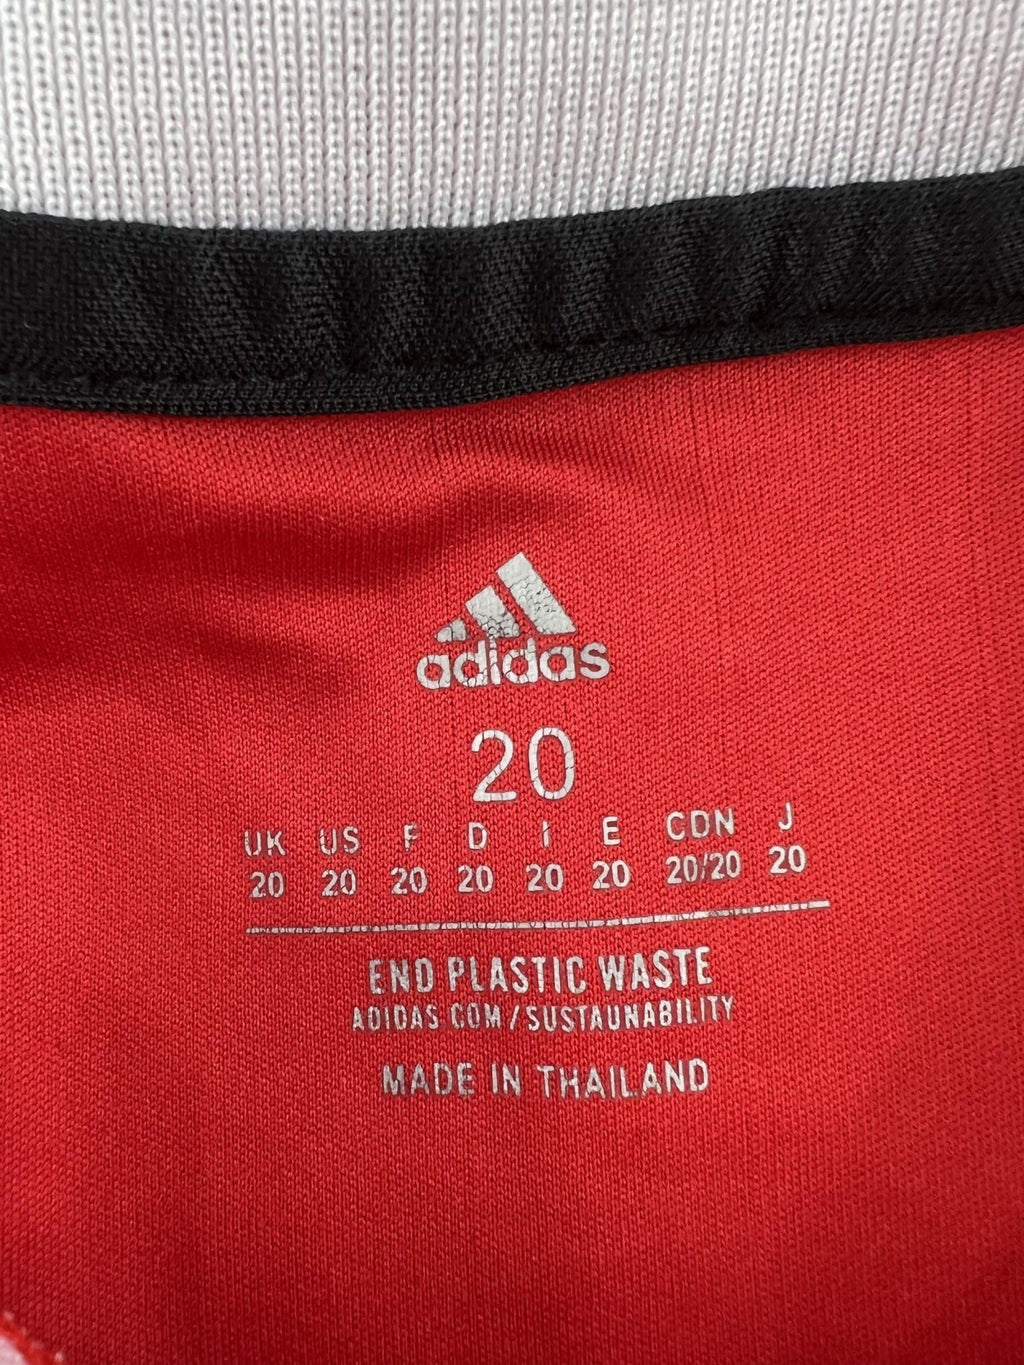 adidas
20
UK US F D I E CDN J
20 20 20 20 20 20 20/20 20
END PLASTIC WASTE
ADIDAS.COM/SUSTAUNABILITY
MADE IN THAILAND